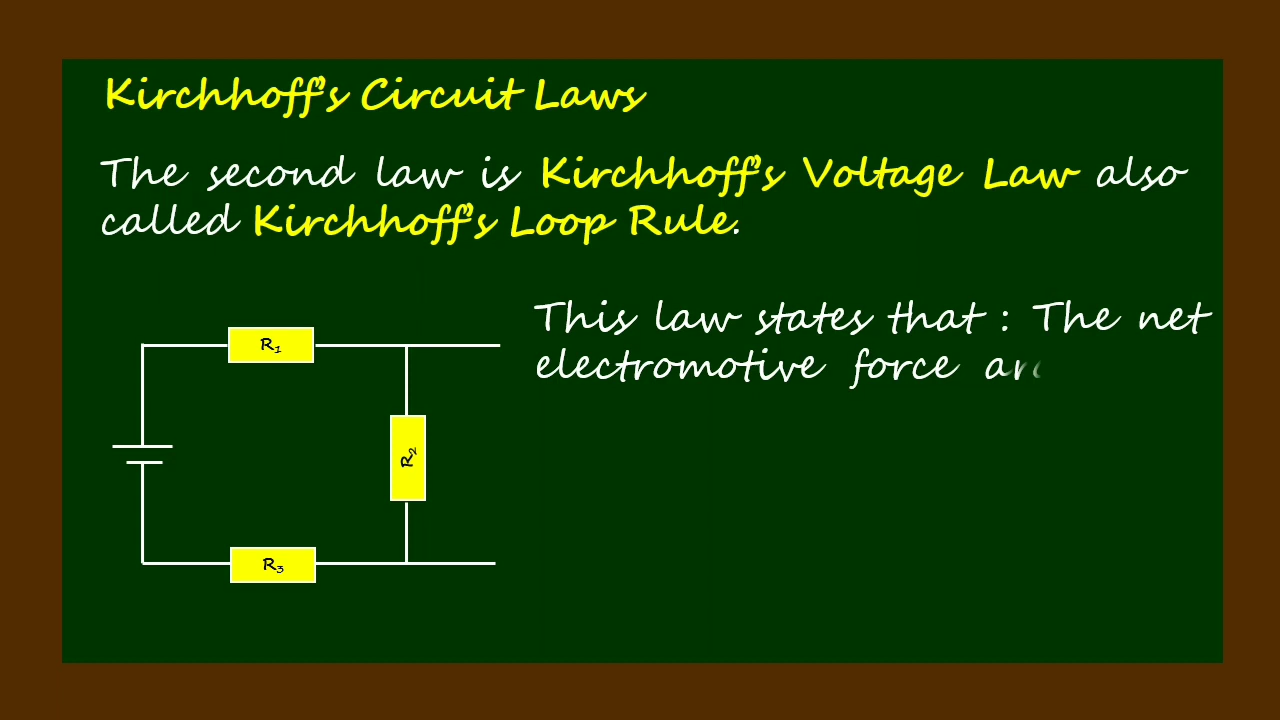 Kirchhoff's Circuit Laws
The second law is Kirchhoff's Voltage Law also
called Kirchhoff's Loop Rule.
This law states that : The net
electromotive force
R₁
R₂
R₃